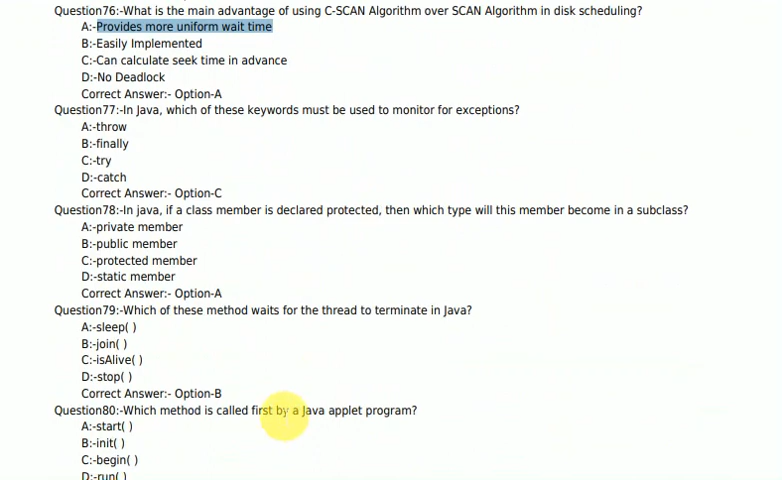 Question76:-What is the main advantage of using C-SCAN Algorithm over SCAN Algorithm in disk scheduling?
A:-Provides more uniform wait time
B:-Easily Implemented
C:-Can calculate seek time in advance
D:-No Deadlock
Correct Answer:- Option-A
Question77:-In Java, which of these keywords must be used to monitor for exceptions?
A:-throw
B:-finally
C:-try
D:-catch
Correct Answer:- Option-C
Question78:-In java, if a class member is declared protected, then which type will this member become in a subclass?
A:-private member
B:-public member
C:-protected member
D:-static member
Correct Answer:- Option-A
Question79:-Which of these method waits for the thread to terminate in Java?
A:-sleep( )
B:-join( )
C:-isAlive( )
D:-stop( )
Correct Answer:- Option-B
Question80:-Which method is called first by a Java applet program?
A:-start( )
B:-init( )
C:-begin( )
D:-run( )